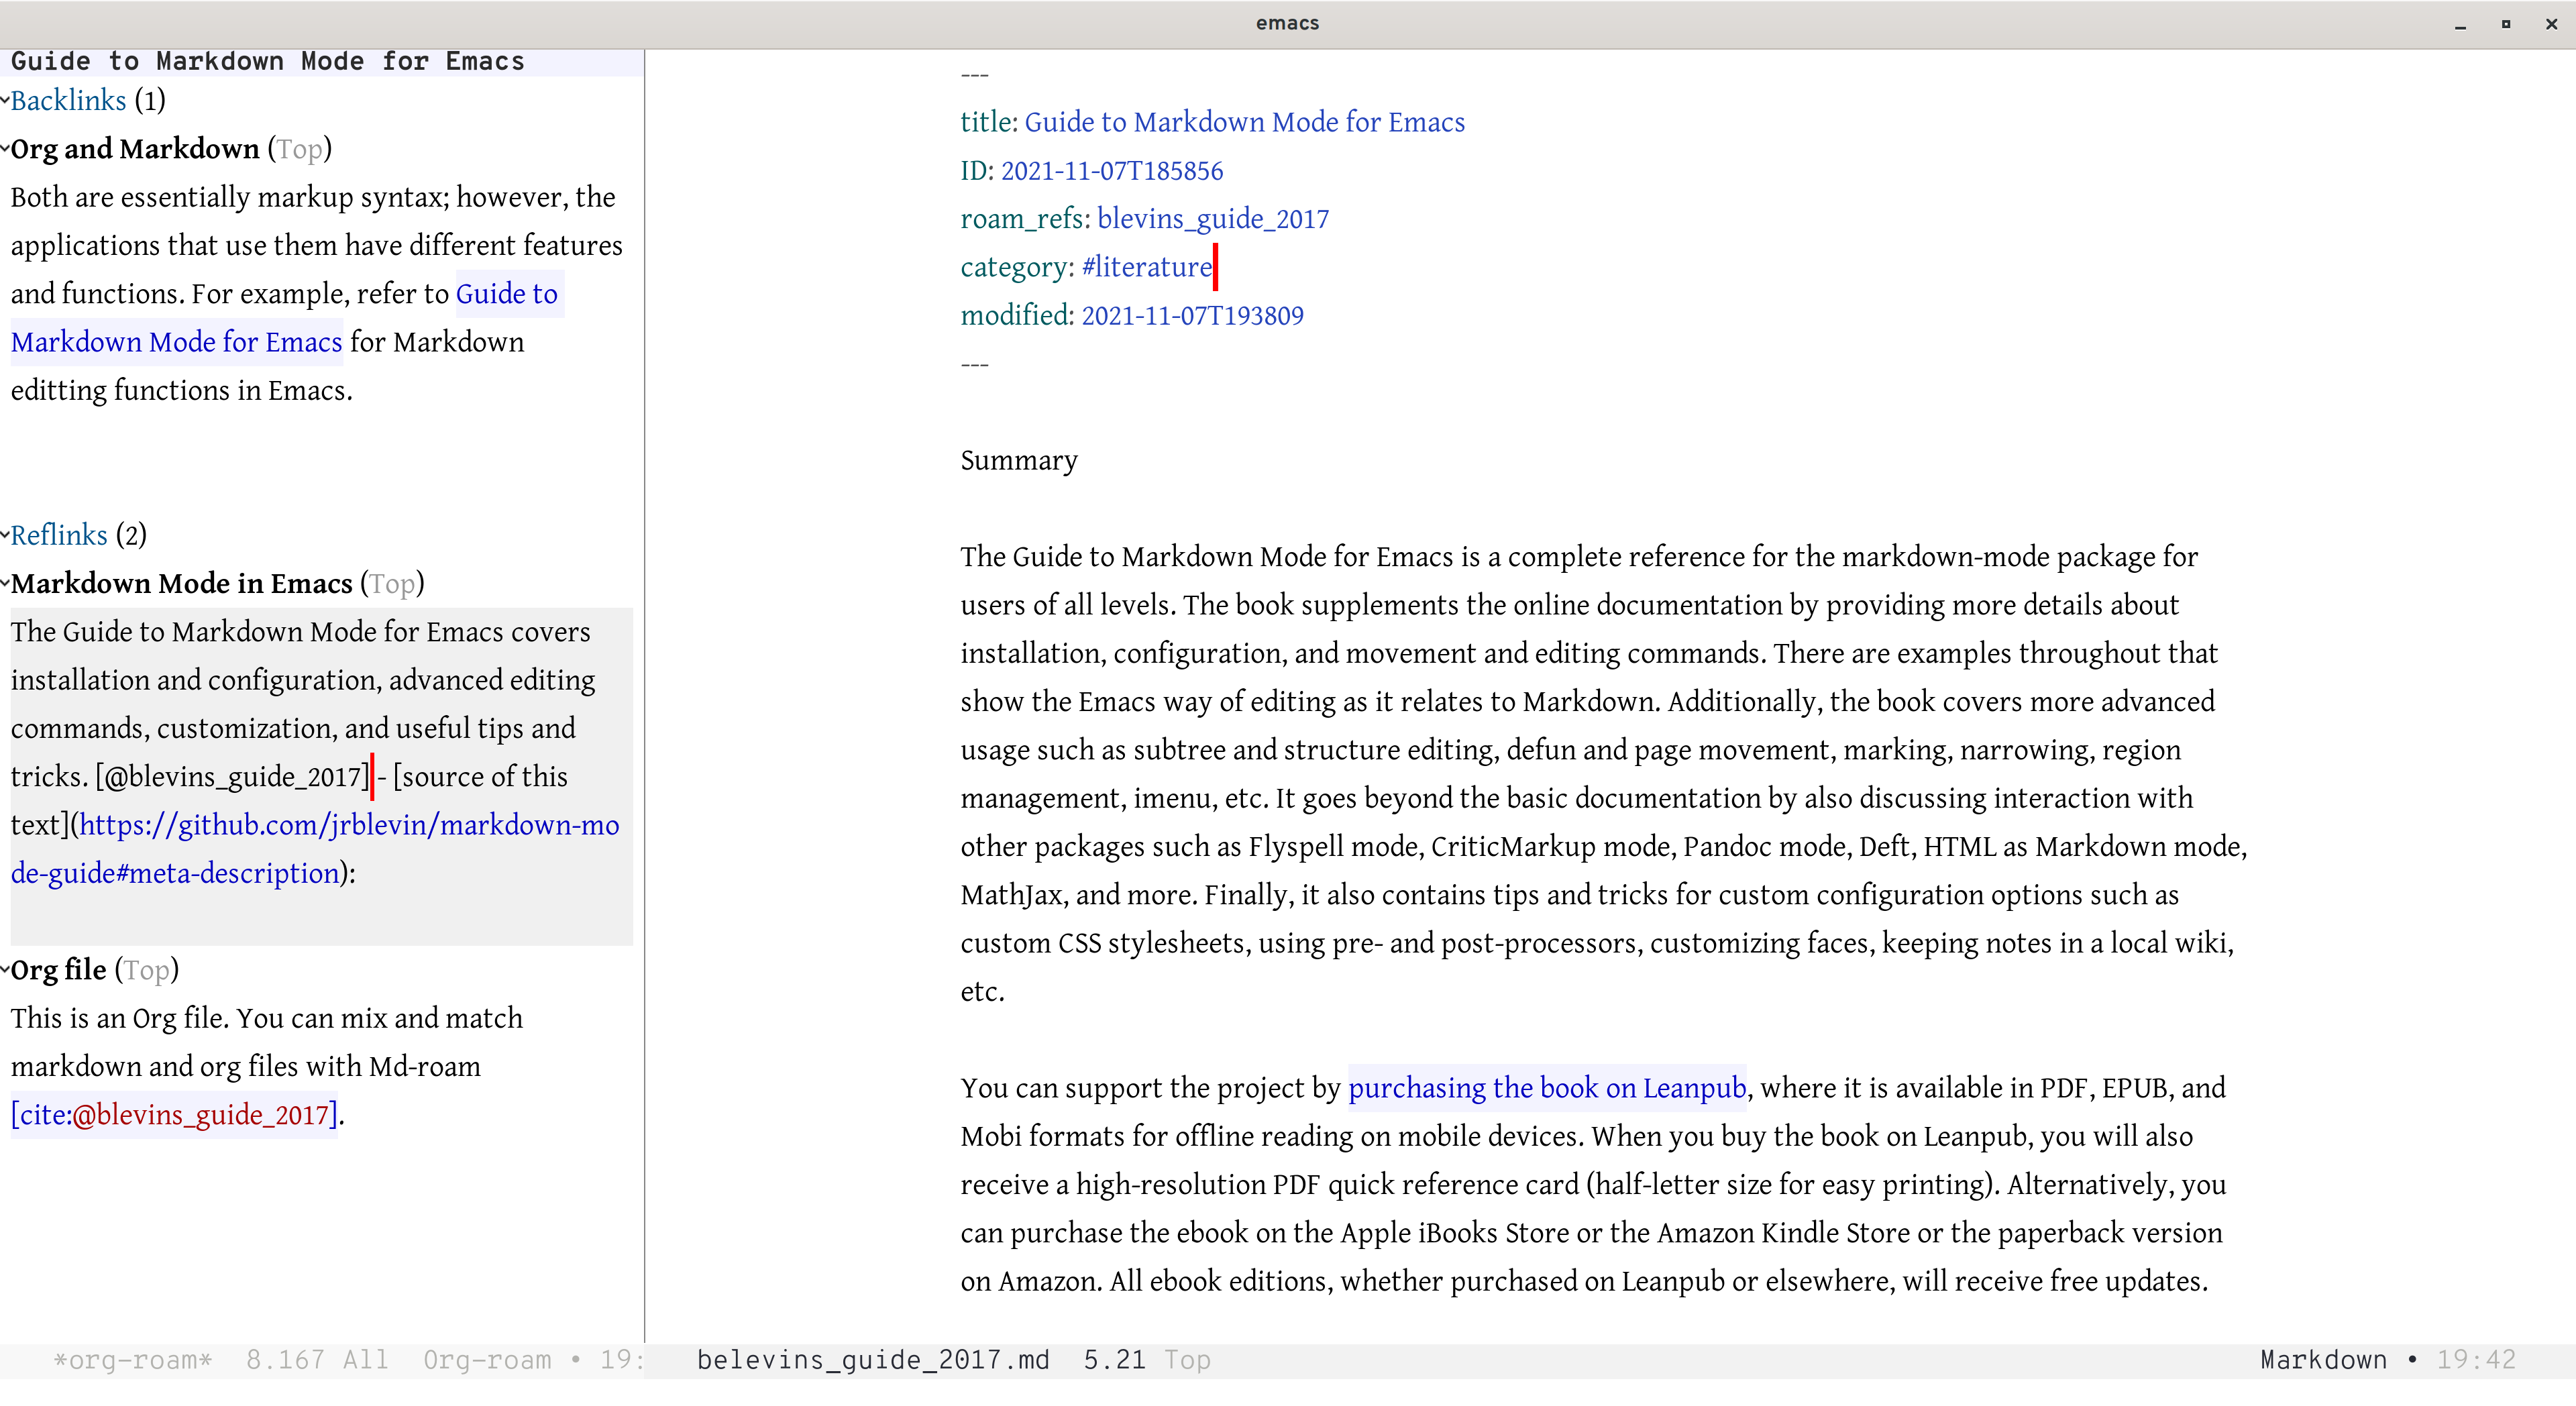 emacs
Guide to Markdown Mode for Emacs
Backlinks (1)
Org and Markdown (Top)
Both are essentially markup syntax; however, the
applications that use them have different features
and functions. For example, refer to Guide to
Markdown Mode for Emacs for Markdown
editting functions in Emacs.
Reflinks (2)
Markdown Mode in Emacs (Top)
The Guide to Markdown Mode for Emacs covers
installation and configuration, advanced editing
commands, customization, and useful tips and
tricks. [@blevins_guide_2017] - [source of this
text](https://github.com/jrblevin/markdown-mo
de-guide#meta-description):
Org file (Top)
This is an Org file. You can mix and match
markdown and org files with Md-roam
[cite:@blevins_guide_2017].
*org-roam* 8.167 All Org-roam • 19:
---
title: Guide to Markdown Mode for Emacs
ID: 2021-11-07T185856
roam_refs: blevins_guide_2017
category: #literature
modified: 2021-11-07T193809
---
Summary
The Guide to Markdown Mode for Emacs is a complete reference for the markdown-mode package for
users of all levels. The book supplements the online documentation by providing more details about
installation, configuration, and movement and editing commands. There are examples throughout that
show the Emacs way of editing as it relates to Markdown. Additionally, the book covers more advanced
usage such as subtree and structure editing, defun and page movement, marking, narrowing, region
management, imenu, etc. It goes beyond the basic documentation by also discussing interaction with
other packages such as Flyspell mode, CriticMarkup mode, Pandoc mode, Deft, HTML as Markdown mode,
MathJax, and more. Finally, it also contains tips and tricks for custom configuration options such as
custom CSS stylesheets, using pre- and post-processors, customizing faces, keeping notes in a local wiki,
etc.
You can support the project by purchasing the book on Leanpub, where it is available in PDF, EPUB, and
Mobi formats for offline reading on mobile devices. When you buy the book on Leanpub, you will also
receive a high-resolution PDF quick reference card (half-letter size for easy printing). Alternatively, you
can purchase the ebook on the Apple iBooks Store or the Amazon Kindle Store or the paperback version
on Amazon. All ebook editions, whether purchased on Leanpub or elsewhere, will receive free updates.
belevins_guide_2017.md 5.21 Top
Markdown • 19:42